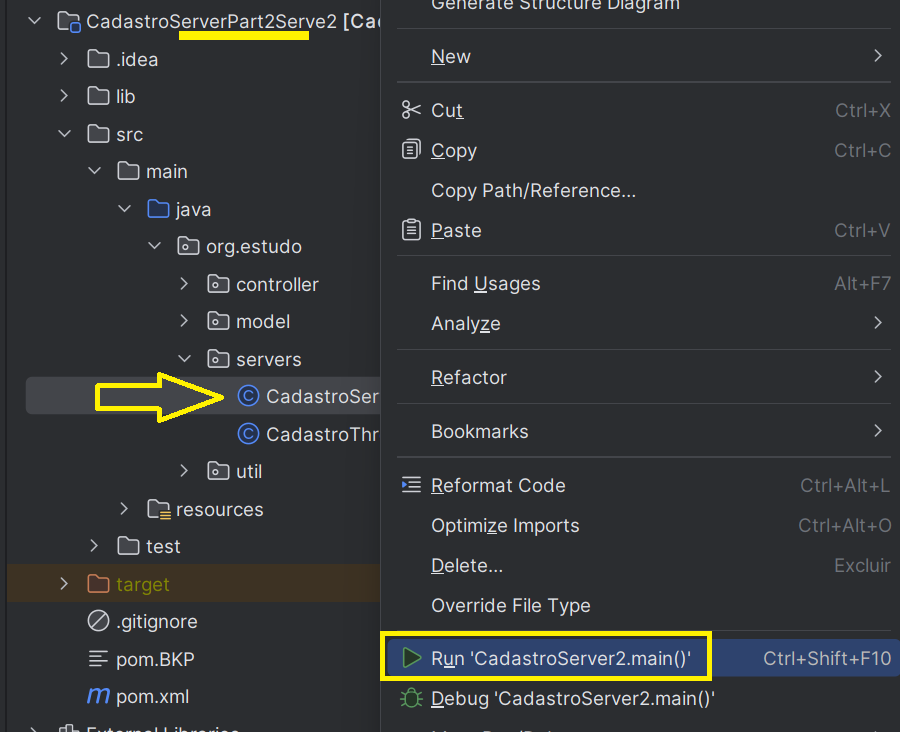 CadastroServerPart2Serve2 [Cad
.idea
lib
src
main
java
org.estudo
controller
model
servers
CadastroSer
CadastroThr
util
resources
test
target
.gitignore
pom.BKP
pom.xml
External Libraries
Generate Structure Diagram
New
Cut Ctrl+X
Copy Ctrl+C
Copy Path/Reference...
Paste Ctrl+V
Find Usages Alt+F7
Analyze
Refactor
Bookmarks
Reformat Code Ctrl+Alt+L
Optimize Imports Ctrl+Alt+O
Delete... Excluir
Override File Type
Run 'CadastroServer2.main()' Ctrl+Shift+F10
Debug 'CadastroServer2.main()'